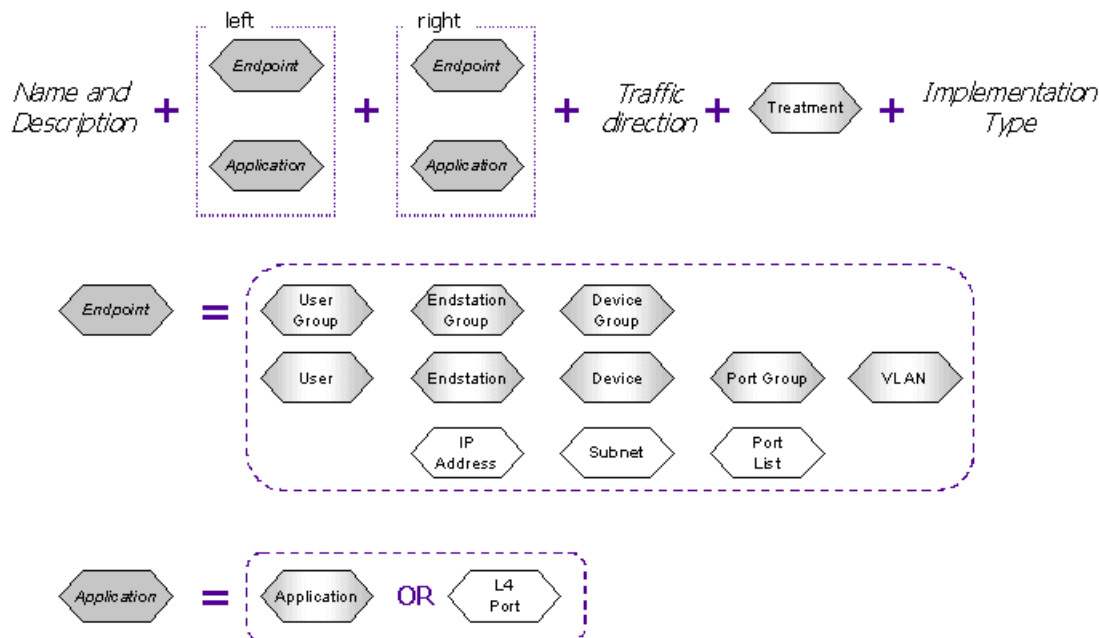 left
right
Endpoint
Endpoint
Name and
Description
+
+
+
Traffic
direction
+
Treatment
+
Implementation
Type
Application
Application
Endpoint
=
User
Group
Endstation
Group
Device
Group
User
Endstation
Device
Port Group
VLAN
IP
Address
Subnet
Port
List
Application
=
Application
OR
L4
Port